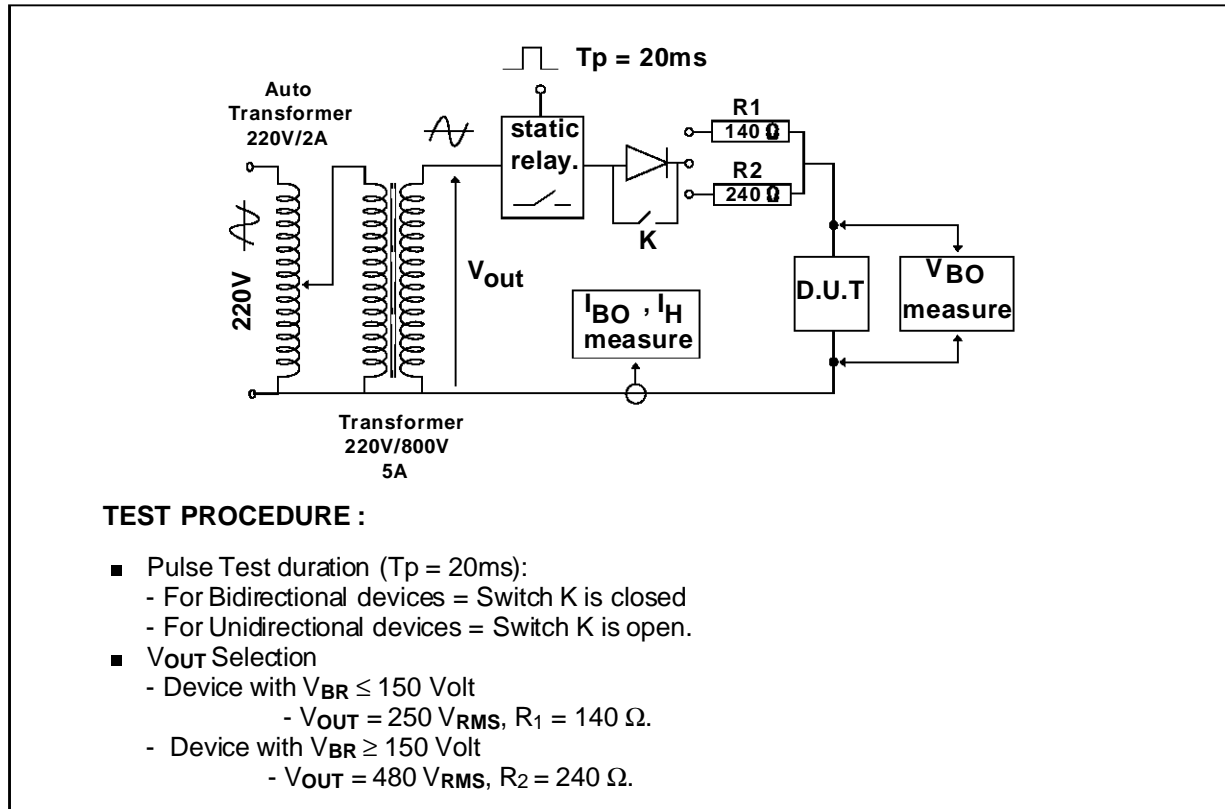 Tp = 20ms
Auto
Transformer
220V/2A
static
relay.
R1
140 Ω
R2
240 Ω
K
220V
Vout
IBO , IH
measure
D.U.T
VBO
measure
Transformer
220V/800V
5A
TEST PROCEDURE :
■ Pulse Test duration (Tp = 20ms):
- For Bidirectional devices = Switch K is closed
- For Unidirectional devices = Switch K is open.
■ VOUT Selection
- Device with VBR ≤ 150 Volt
- VOUT = 250 VRMS, R1 = 140 Ω.
- Device with VBR ≥ 150 Volt
- VOUT = 480 VRMS, R2 = 240 Ω.